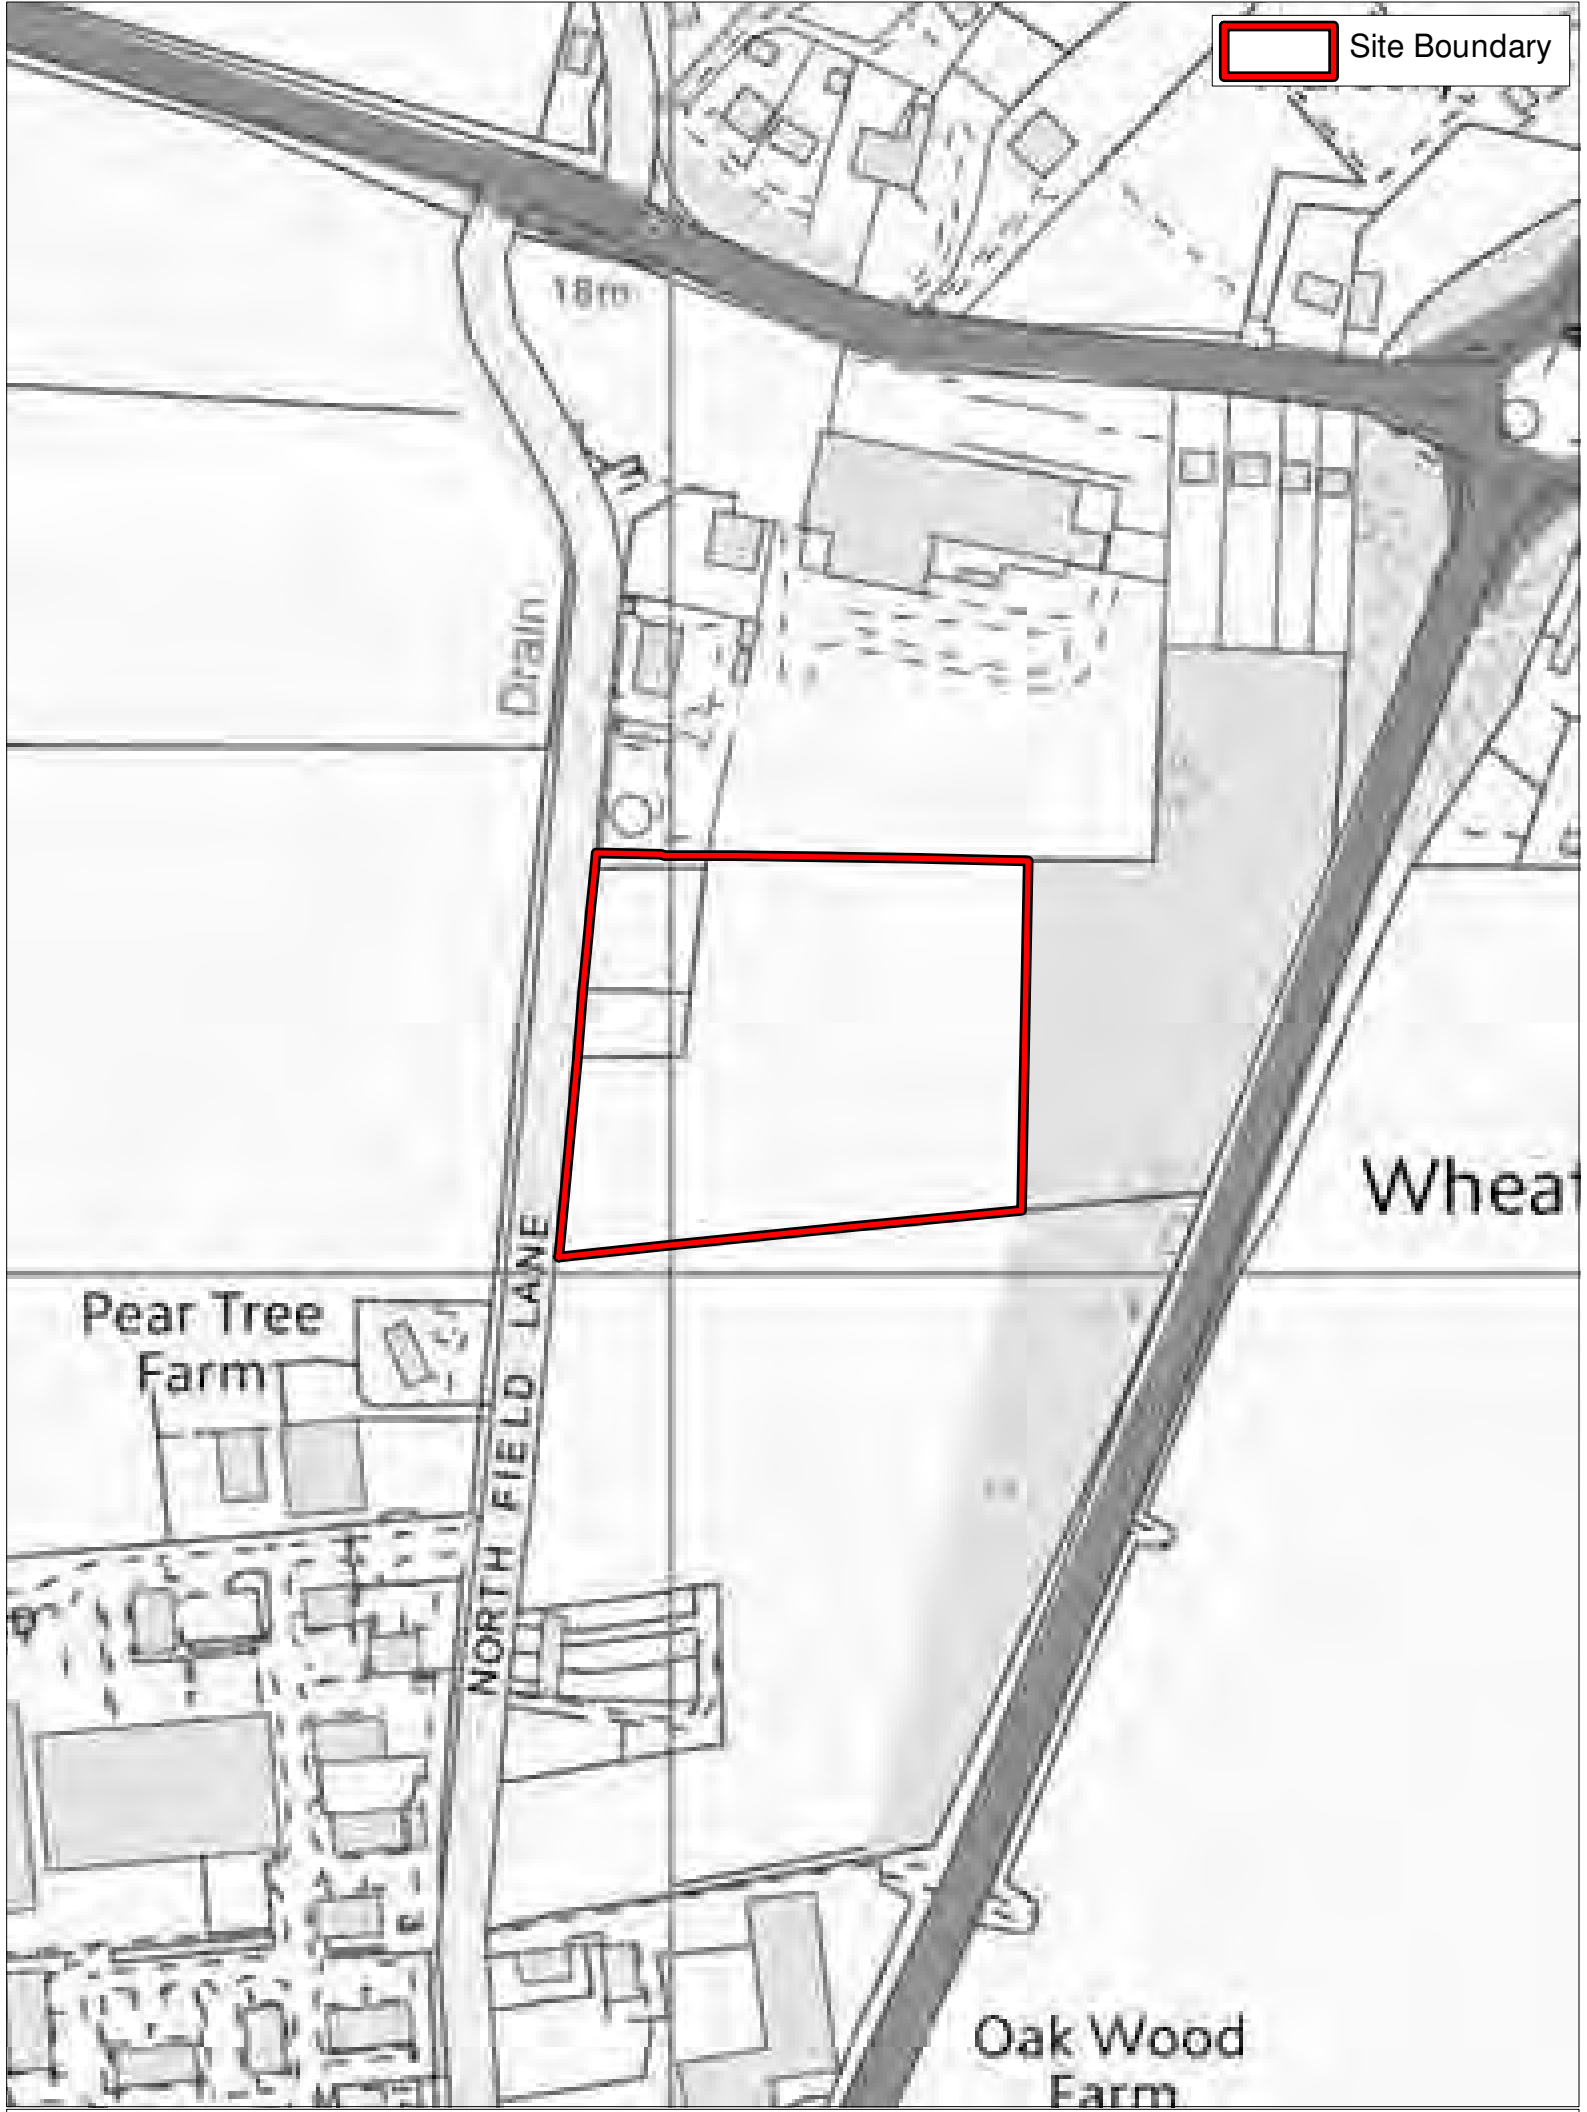 Site Boundary
18m
Drain
Pear Tree
Farm
NORTH FIELD LANE
Wheat
Oak Wood
Farm